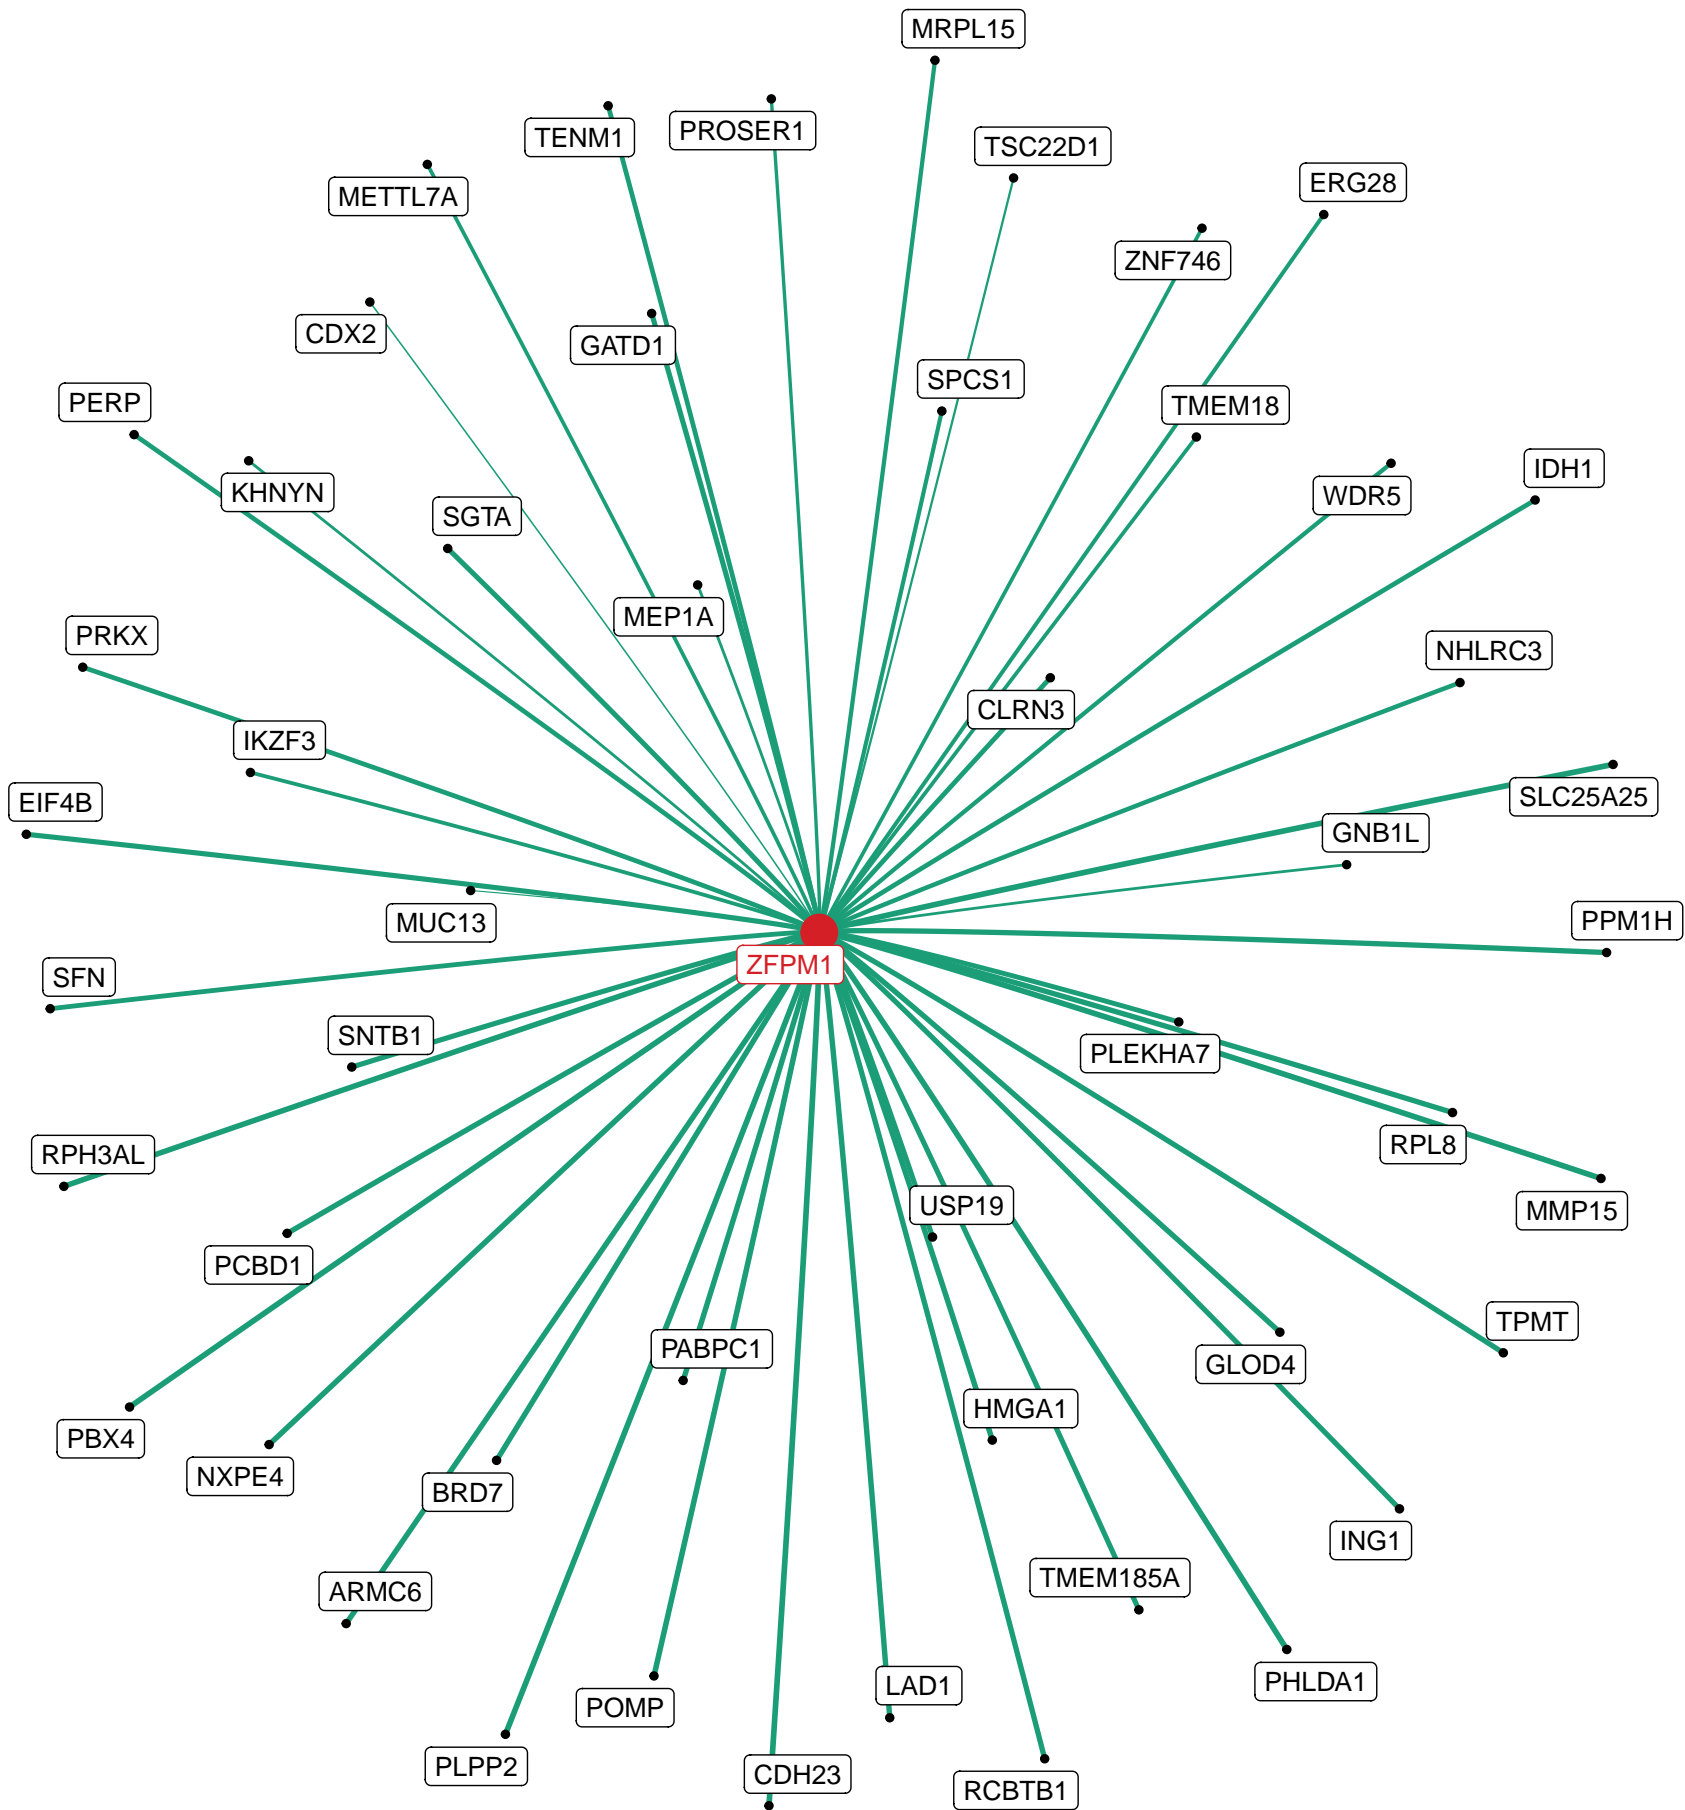 MRPL15
PROSER1
TENM1
TSC22D1
ERG28
METTL7A
ZNF746
CDX2
GATD1
SPCS1
PERP
TMEM18
IDH1
KHNYN
WDR5
SGTA
MEP1A
PRKX
NHLRC3
CLRN3
IKZF3
SLC25A25
EIF4B
GNB1L
MUC13
PPM1H
ZFPM1
SFN
SNTB1
PLEKHA7
RPL8
RPH3AL
USP19
MMP15
PCBD1
TPMT
PABPC1
GLOD4
HMGA1
PBX4
NXPE4
BRD7
ING1
TMEM185A
ARMC6
PHLDA1
LAD1
POMP
PLPP2
CDH23
RCBTB1